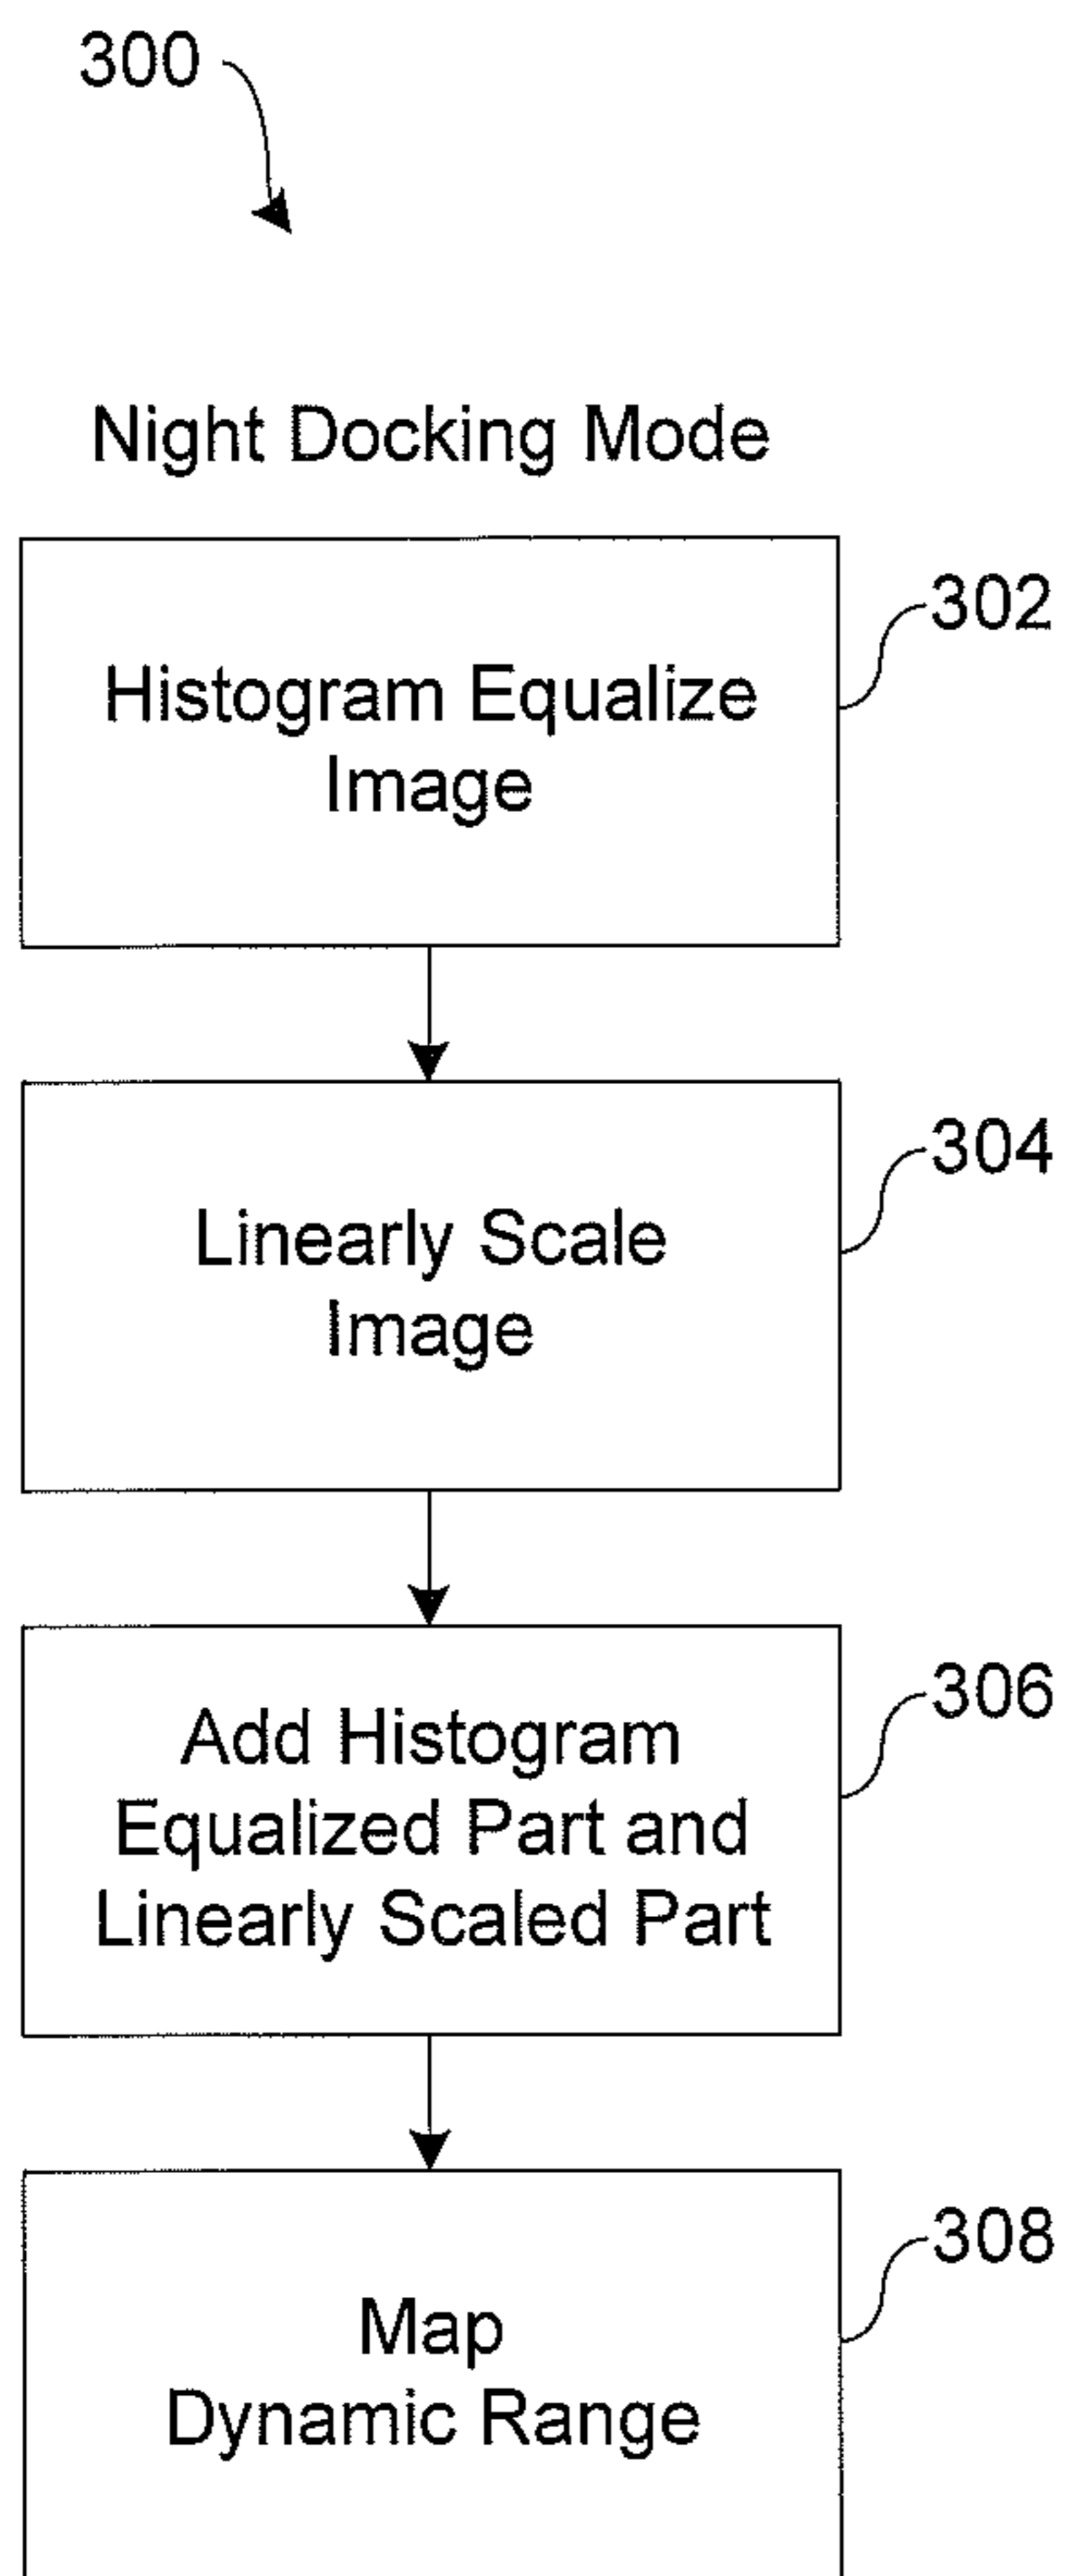 300
Night Docking Mode
Histogram Equalize
Image
302
Linearly Scale
Image
304
Add Histogram
Equalized Part and
Linearly Scaled Part
306
Map
Dynamic Range
308